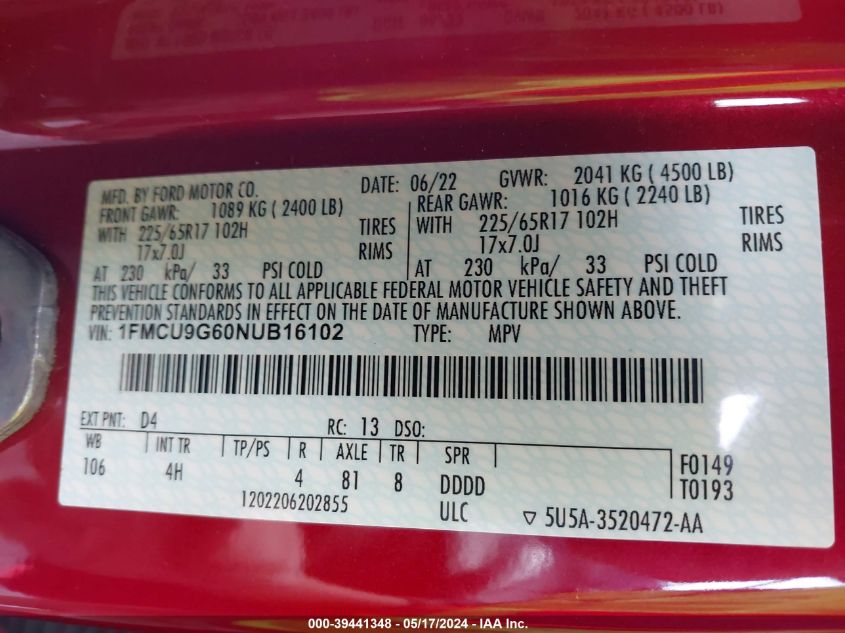 MFD. BY FORD MOTOR CO. DATE: 06/22 GVWR: 2041 KG ( 4500 LB)
FRONT GAWR: 1089 KG ( 2400 LB) REAR GAWR: 1016 KG ( 2240 LB)
WITH 225/65R17 102H TIRES WITH 225/65R17 102H TIRES
17x7.0J RIMS 17x7.0J RIMS
AT 230 kPa/ 33 PSI COLD AT 230 kPa/ 33 PSI COLD
THIS VEHICLE CONFORMS TO ALL APPLICABLE FEDERAL MOTOR VEHICLE SAFETY AND THEFT
PREVENTION STANDARDS IN EFFECT ON THE DATE OF MANUFACTURE SHOWN ABOVE.
VIN: 1FMCU9G60NUB16102 TYPE: MPV
EXT PNT: D4 RC: 13 DSO:
WB INT TR TP/PS R AXLE TR SPR F0149
106 4H 4 81 8 DDDD T0193
1202206202855 ULC ▽ 5U5A-3520472-AA
000-39441348 - 05/17/2024 - IAA Inc.